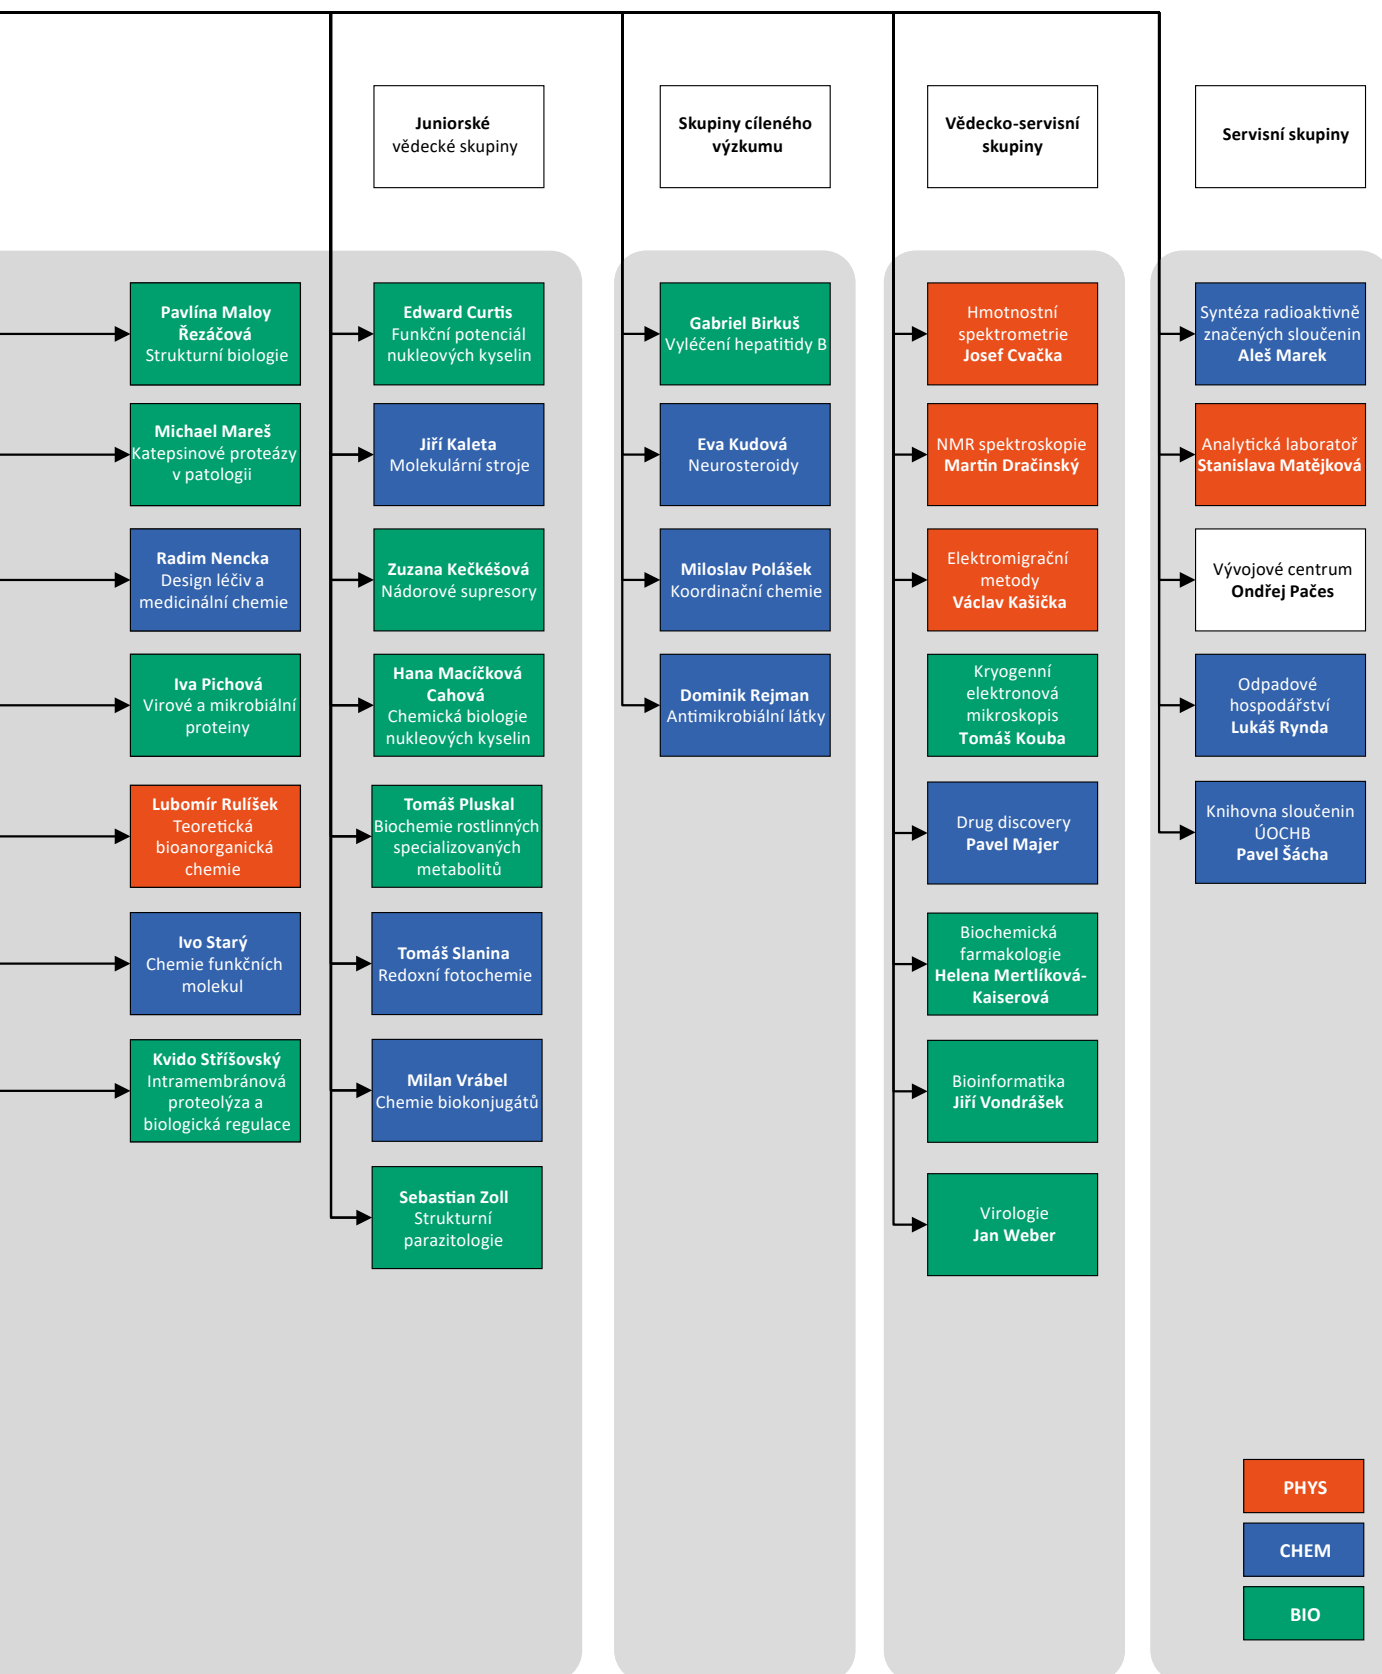 Juniorské
vědecké skupiny
Skupiny cíleného
výzkumu
Vědecko-servisní
skupiny
Servisní skupiny
Pavlína Maloy
Řezáčová
Strukturní biologie
Michael Mareš
Katepsinové proteázy
v patologii
Radim Nencka
Design léčiv a
medicinální chemie
Iva Pichová
Virové a mikrobiální
proteiny
Lubomír Rulíšek
Teoretická
bioanorganická
chemie
Ivo Starý
Chemie funkčních
molekul
Kvido Stříšovský
Intramembránová
proteolýza a
biologická regulace
Edward Curtis
Funkční potenciál
nukleových kyselin
Jiří Kaleta
Molekulární stroje
Zuzana Kečkéšová
Nádorové supresory
Hana Macíčková
Cahová
Chemická biologie
nukleových kyselin
Tomáš Pluskal
Biochemie rostlinných
specializovaných
metabolitů
Tomáš Slanina
Redoxní fotochemie
Milan Vrábel
Chemie biokonjugátů
Sebastian Zoll
Strukturní
parazitologie
Gabriel Birkuš
Vyléčení hepatitidy B
Eva Kudová
Neurosteroidy
Miloslav Polášek
Koordinační chemie
Dominik Rejman
Antimikrobiální látky
Hmotnostní
spektrometrie
Josef Cvačka
NMR spektroskopie
Martin Dračinský
Elektromigrační
metody
Václav Kašička
Kryogenní
elektronová
mikroskopis
Tomáš Kouba
Drug discovery
Pavel Majer
Biochemická
farmakologie
Helena Mertlíková-
Kaiserová
Bioinformatika
Jiří Vondrášek
Virologie
Jan Weber
Syntéza radioaktivně
značených sloučenin
Aleš Marek
Analytická laboratoř
Stanislava Matějková
Vývojové centrum
Ondřej Pačes
Odpadové
hospodářství
Lukáš Rynda
Knihovna sloučenin
ÚOCHB
Pavel Šácha
PHYS
CHEM
BIO